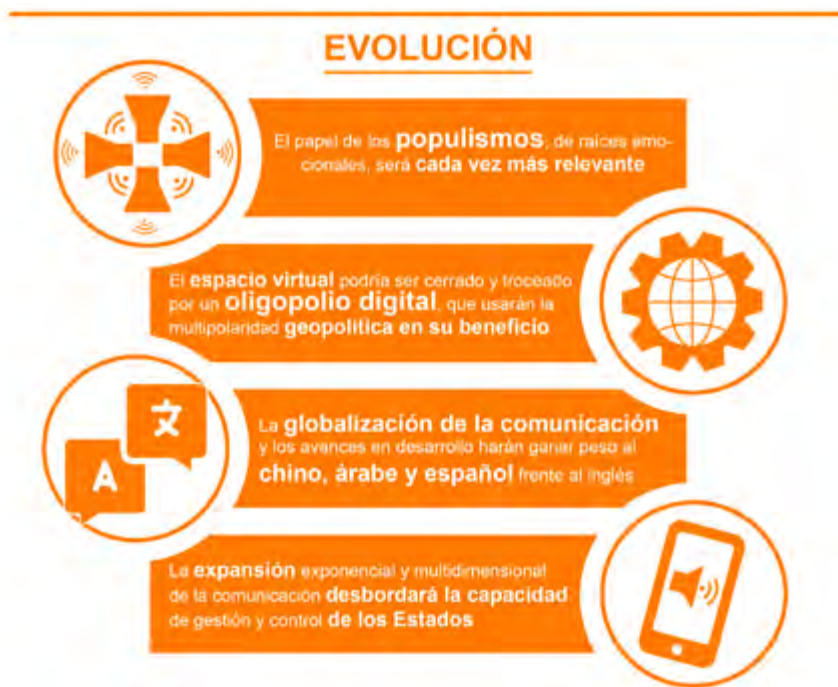 EVOLUCIÓN
El papel de los populismos, de raíces emo-
cionales, será cada vez más relevante
El espacio virtual podría ser cerrado y troceado
por un oligopolio digital, que usarán la
multipolaridad geopolítica en su beneficio
文
A
La globalización de la comunicación
y los avances en desarrollo harán ganar peso al
chino, árabe y español frente al inglés
La expansión exponencial y multidimensional
de la comunicación desbordará la capacidad
de gestión y control de los Estados